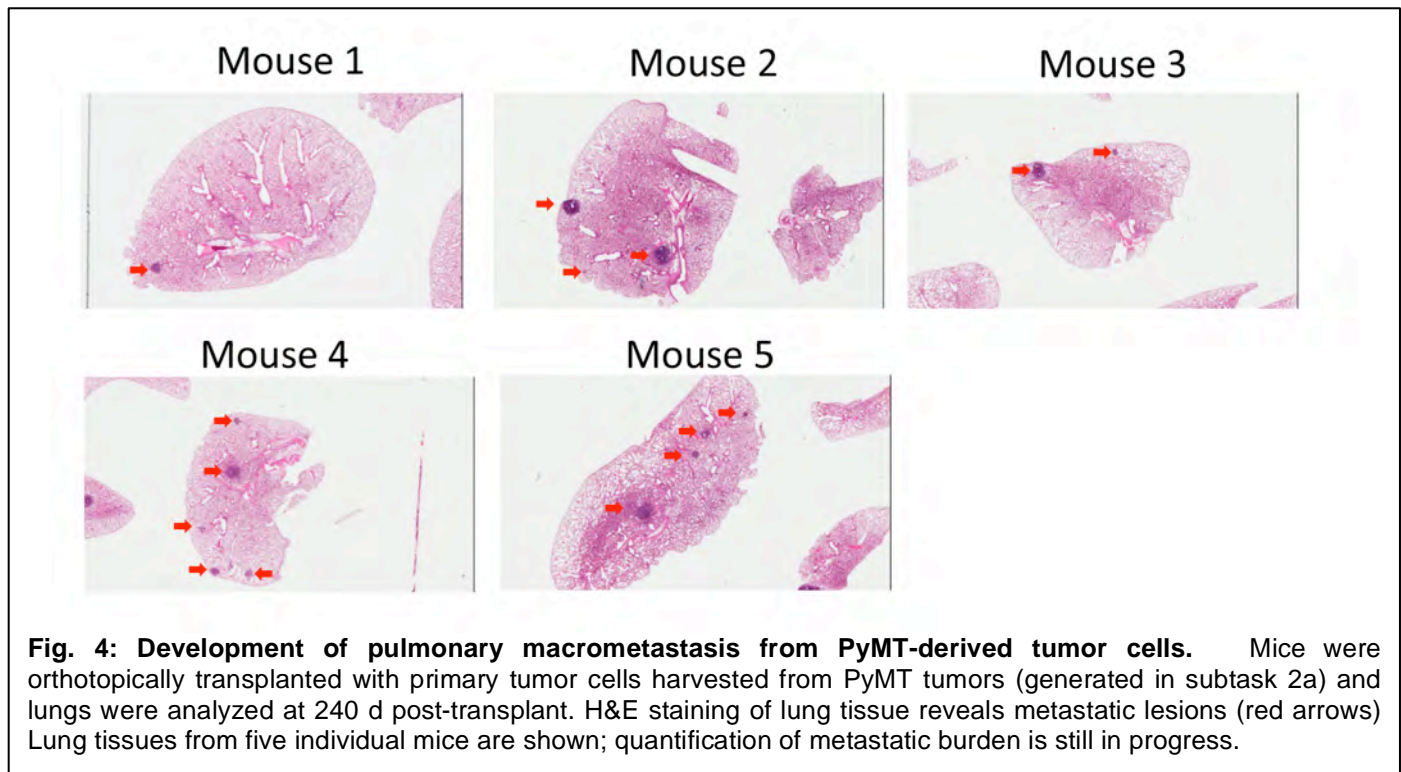 Mouse 1
Mouse 2
Mouse 3
Mouse 4
Mouse 5
Fig. 4: Development of pulmonary macrometastasis from PyMT-derived tumor cells. Mice were
orthotopically transplanted with primary tumor cells harvested from PyMT tumors (generated in subtask 2a) and
lungs were analyzed at 240 d post-transplant. H&E staining of lung tissue reveals metastatic lesions (red arrows)
Lung tissues from five individual mice are shown; quantification of metastatic burden is still in progress.